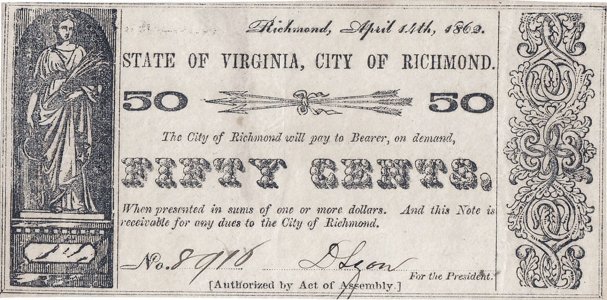 Richmond, April 14th, 1862.
STATE OF VIRGINIA, CITY OF RICHMOND.
50 50
The City of Richmond will pay to Bearer, on demand,
FIFTY CENTS,
When presented in sums of one or more dollars. And this Note is
receivable for any dues to the City of Richmond.
No. 8916
For the President.
[Authorized by Act of Assembly.]